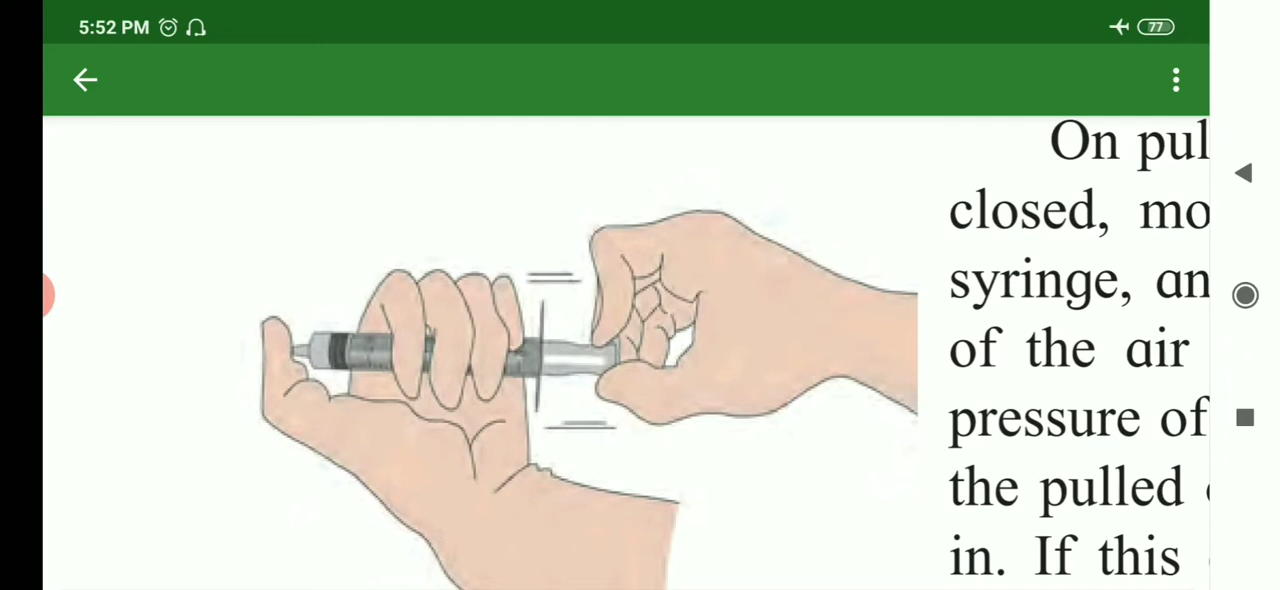 5:52 PM
77
On pul
closed, mo
syringe, an
of the air
pressure of
the pulled
in. If this